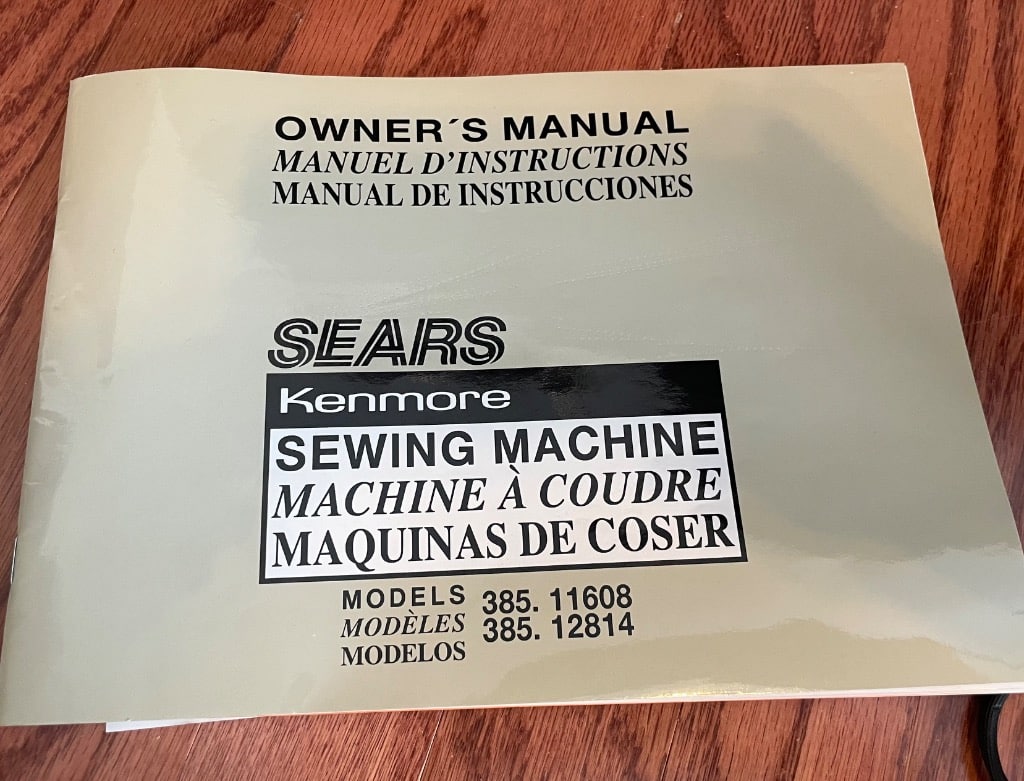 OWNER´S MANUAL
MANUEL D'INSTRUCTIONS
MANUAL DE INSTRUCCIONES
SEARS
Kenmore
SEWING MACHINE
MACHINE À COUDRE
MAQUINAS DE COSER
MODELS 385. 11608
MODÈLES 385. 12814
MODELOS